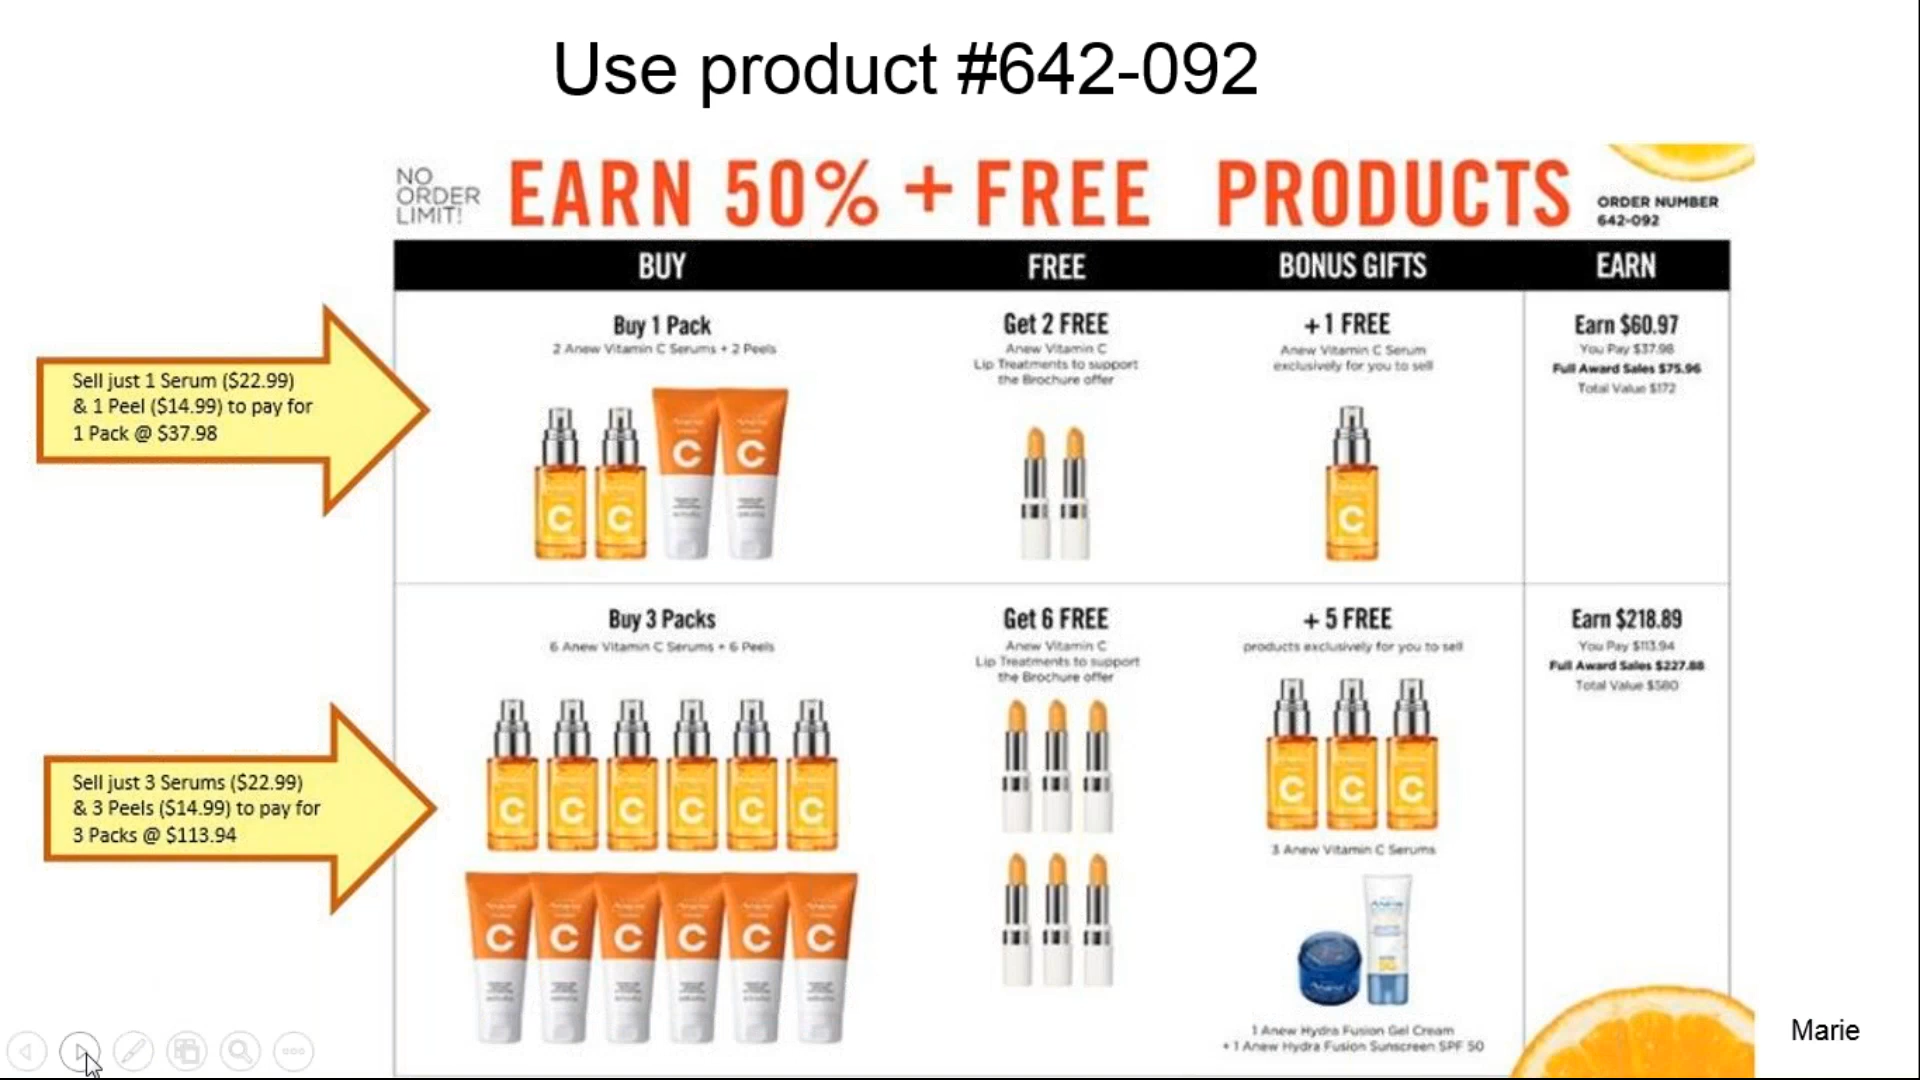 Use product #642-092
NO
ORDER
LIMIT!
EARN 50% + FREE PRODUCTS
ORDER NUMBER
642-092
BUY
FREE
BONUS GIFTS
EARN
Sell just 1 Serum ($22.99)
& 1 Peel ($14.99) to pay for
1 Pack @ $37.98
Buy 1 Pack
2 Anew Vitamin C Serums + 2 Peels
C
C
C
C
Get 2 FREE
Anew Vitamin C
Lip Treatments to support
the Brochure offer
+ 1 FREE
Anew Vitamin C Serum
exclusively for you to sell
C
Earn $60.97
You Pay $37.98
Full Award Sales $75.96
Total Value $172
Sell just 3 Serums ($22.99)
& 3 Peels ($14.99) to pay for
3 Packs @ $113.94
Buy 3 Packs
6 Anew Vitamin C Serums + 6 Peels
C C C C C C
C C C C C C
Get 6 FREE
Anew Vitamin C
Lip Treatments to support
the Brochure offer
+ 5 FREE
products exclusively for you to sell
C C C
3 Anew Vitamin C Serums
1 Anew Hydra Fusion Gel Cream
+ 1 Anew Hydra Fusion Sunscreen SPF 50
Earn $218.89
You Pay $113.94
Full Award Sales $227.88
Total Value $580
Marie